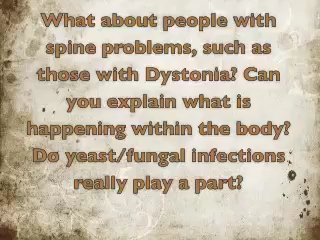 What about people with
spine problems, such as
those with Dystonia? Can
you explain what is
happening within the body?
Do yeast/fungal infections
really play a part?